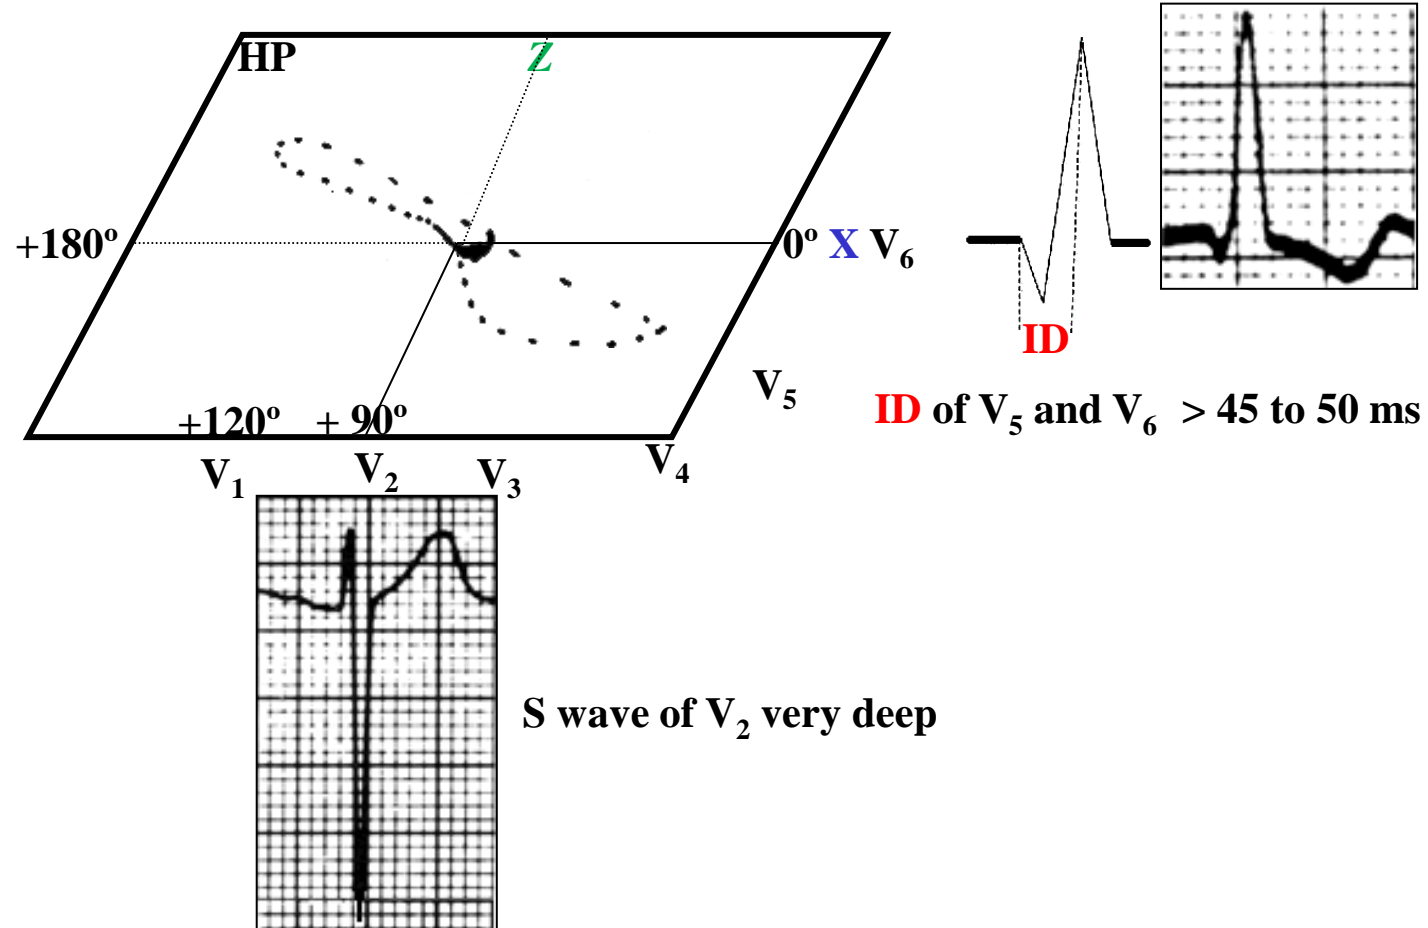 HP
Z
+180º
0º X V6
ID
V5
ID of V5 and V6 > 45 to 50 ms
+120º + 90º
V1 V2 V3 V4
S wave of V2 very deep